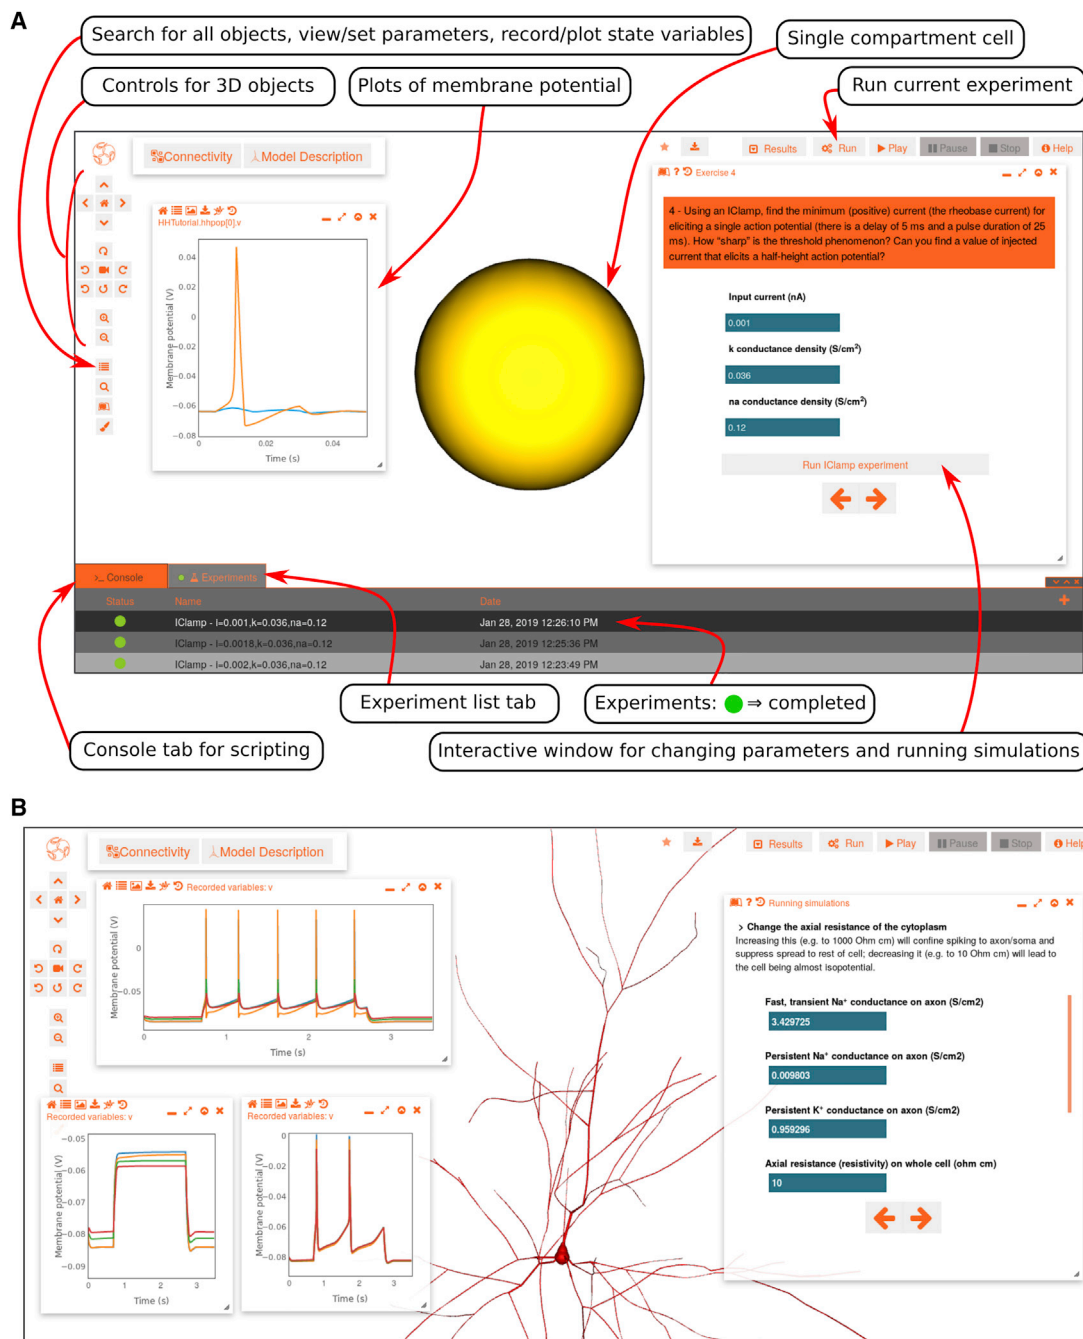 A
Search for all objects, view/set parameters, record/plot state variables
Single compartment cell
Controls for 3D objects
Plots of membrane potential
Run current experiment
Connectivity
Model Description
Results
Run
Play
Pause
Stop
Help
Exercise 4
HHTutorial.hhpop[0].v
4 - Using an IClamp, find the minimum (positive) current (the rheobase current) for
eliciting a single action potential (there is a delay of 5 ms and a pulse duration of 25
ms). How "sharp" is the threshold phenomenon? Can you find a value of injected
current that elicits a half-height action potential?
Membrane potential (V)
0.04
0.02
0
−0.02
−0.04
−0.06
−0.08
0
0.02
0.04
Time (s)
Input current (nA)
0.001
k conductance density (S/cm²)
0.036
na conductance density (S/cm²)
0.12
Run IClamp experiment
>_ Console
Experiments
Status
Name
Date
IClamp - I=0.001,k=0.036,na=0.12
Jan 28, 2019 12:26:10 PM
IClamp - I=0.0018,k=0.036,na=0.12
Jan 28, 2019 12:25:36 PM
IClamp - I=0.002,k=0.036,na=0.12
Jan 28, 2019 12:23:49 PM
Experiment list tab
Experiments: ⇒ completed
Console tab for scripting
Interactive window for changing parameters and running simulations
B
Connectivity
Model Description
Results
Run
Play
Pause
Stop
Help
Recorded variables: v
Membrane potential (V)
0
−0.05
0
1
2
3
Time (s)
Running simulations
> Change the axial resistance of the cytoplasm
Increasing this (e.g. to 1000 Ohm cm) will confine spiking to axon/soma and
suppress spread to rest of cell; decreasing it (e.g. to 10 Ohm cm) will lead to
the cell being almost isopotential.
Fast, transient Na⁺ conductance on axon (S/cm2)
3.429725
Persistent Na⁺ conductance on axon (S/cm2)
0.009803
Persistent K⁺ conductance on axon (S/cm2)
0.959296
Axial resistance (resistivity) on whole cell (ohm cm)
10
Recorded variables: v
Membrane potential (V)
−0.05
−0.06
−0.07
−0.08
−0.09
0
1
2
3
Time (s)
Recorded variables: v
Membrane potential (V)
0
−0.02
−0.04
−0.06
−0.08
0
1
2
3
Time (s)